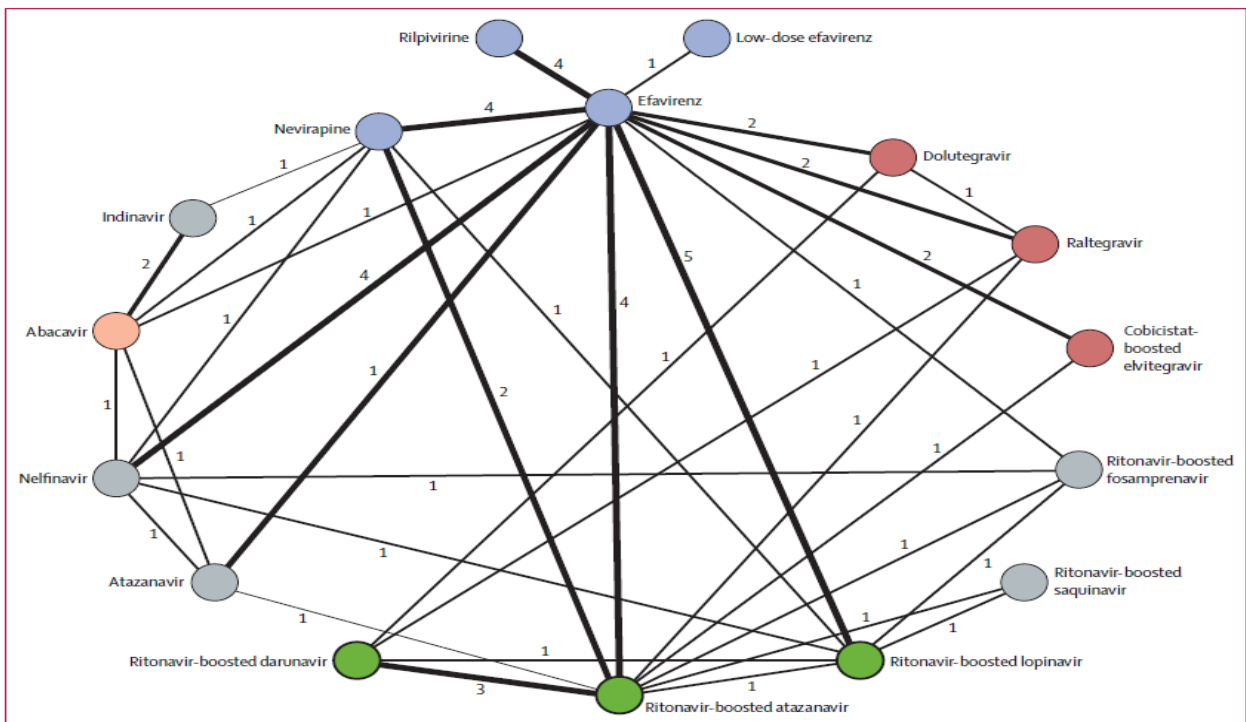 Rilpivirine
Low-dose efavirenz
4
1
Efavirenz
4
Nevirapine
2
Dolutegravir
2
1
1
Indinavir
1
1
Raltegravir
2
4
5
2
1
4
1
1
Abacavir
1
1
1
Cobicistat-
boosted
elvitegravir
1
2
1
1
1
1
Nelfinavir
1
Ritonavir-boosted
fosamprenavir
1
1
1
1
Atazanavir
Ritonavir-boosted
saquinavir
1
1
1
1
Ritonavir-boosted darunavir
1
Ritonavir-boosted lopinavir
3
1
Ritonavir-boosted atazanavir